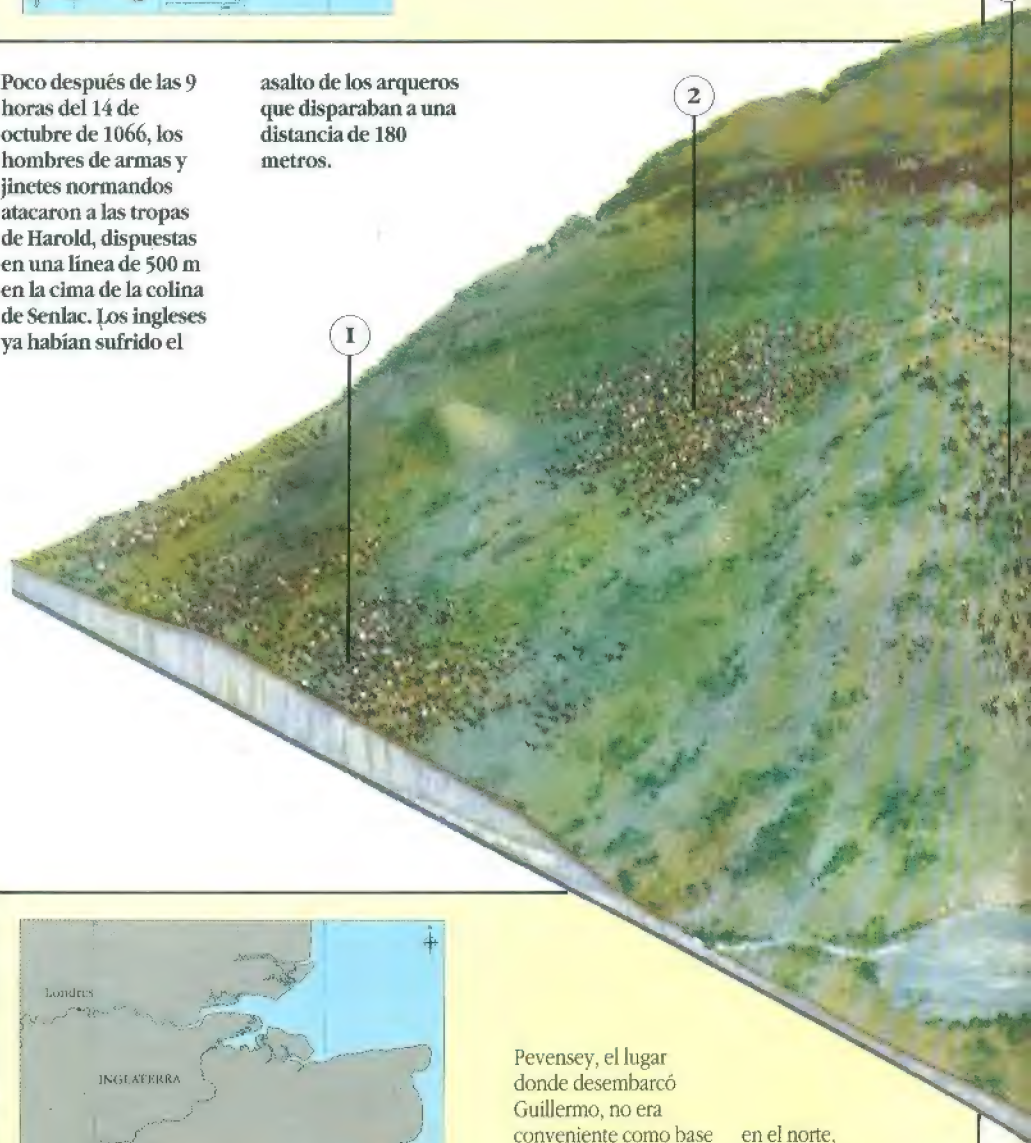 Poco después de las 9
horas del 14 de
octubre de 1066, los
hombres de armas y
jinetes normandos
atacaron a las tropas
de Harold, dispuestas
en una línea de 500 m
en la cima de la colina
de Senlac. Los ingleses
ya habían sufrido el
asalto de los arqueros
que disparaban a una
distancia de 180
metros.
1
2
Londres
INGLATERRA
Pevensey, el lugar
donde desembarcó
Guillermo, no era
conveniente como base
en el norte,